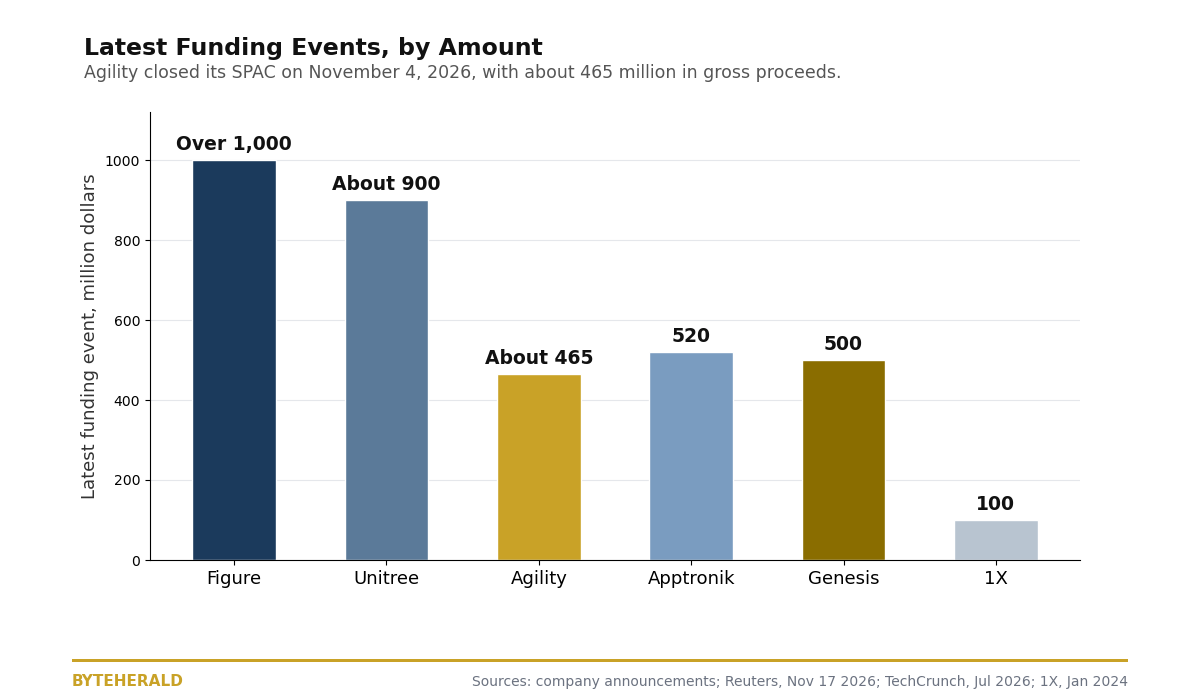 Latest Funding Events, by Amount
Agility closed its SPAC on November 4, 2026, with about 465 million in gross proceeds.
Latest funding event, million dollars
1000
800
600
400
200
0
Over 1,000
About 900
About 465
520
500
100
Figure
Unitree
Agility
Apptronik
Genesis
1X
BYTEHERALD
Sources: company announcements; Reuters, Nov 17 2026; TechCrunch, Jul 2026; 1X, Jan 2024